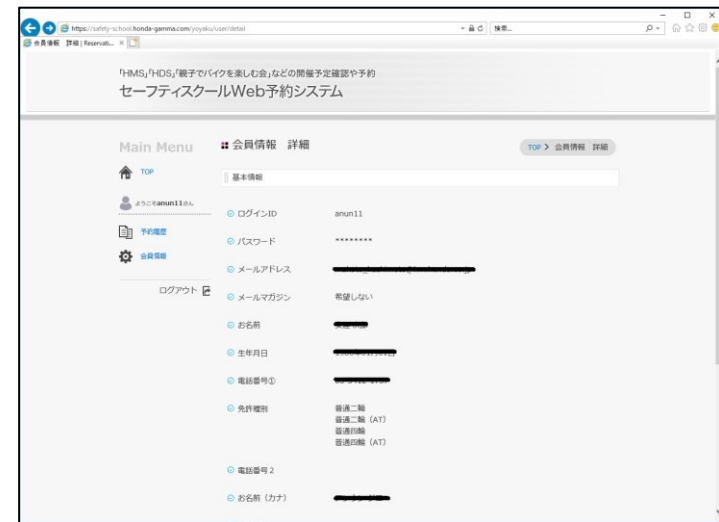 https://safety-school.honda-gamma.com/yoyaku/user/detail
検索...
会員情報 詳細 | Reservati...
「HMS」「HDS」「親子でバイクを楽しむ会」などの開催予定確認や予約
セーフティスクールWeb予約システム
Main Menu
TOP
ようこそanun11さん
予約履歴
会員情報
ログアウト
会員情報 詳細
TOP > 会員情報 詳細
基本情報
ログインID anun11
パスワード ********
メールアドレス
メールマガジン 希望しない
お名前
生年月日
電話番号①
免許種別 普通二輪
普通二輪（AT）
普通四輪
普通四輪（AT）
電話番号２
お名前（カナ）